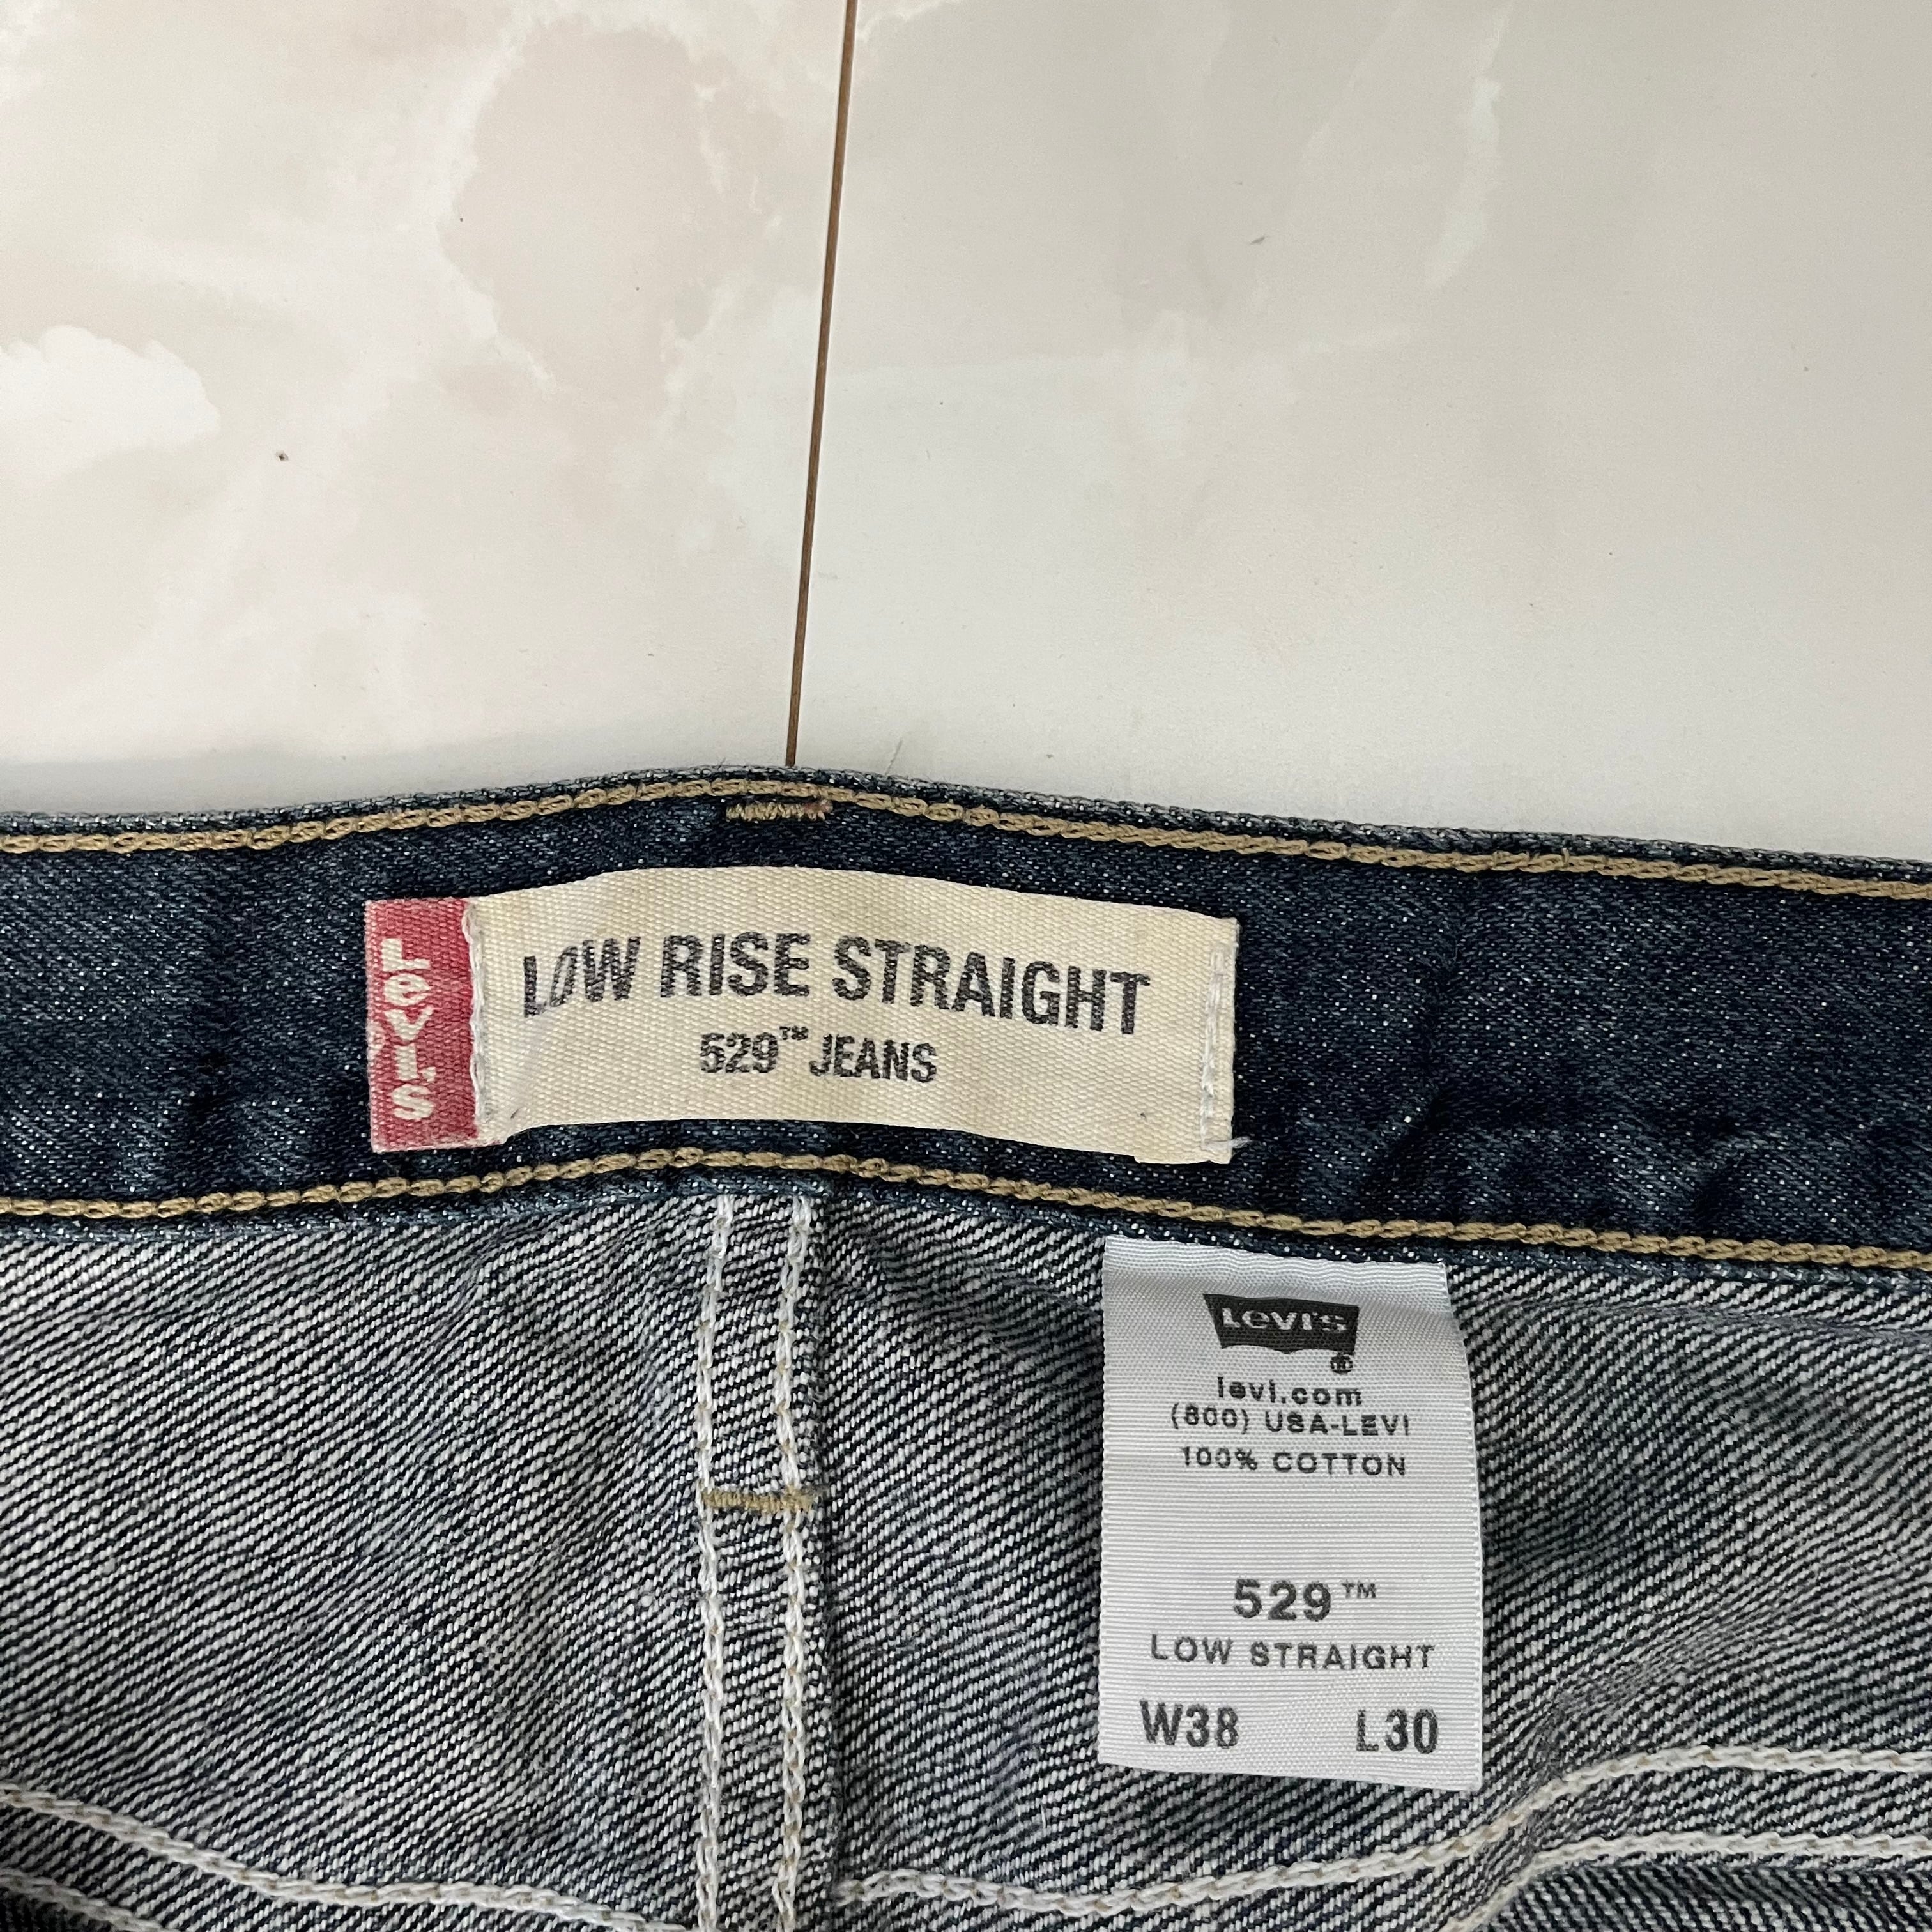 Levi's
LOW RISE STRAIGHT
529™ JEANS
Levi's®
levi.com
(800) USA-LEVI
100% COTTON
529™
LOW STRAIGHT
W38 L30